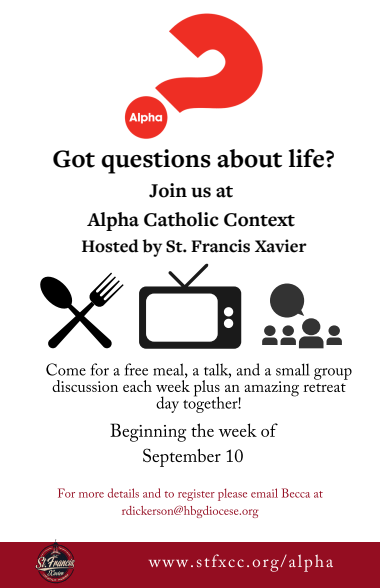 Alpha
Got questions about life?
Join us at
Alpha Catholic Context
Hosted by St. Francis Xavier
Come for a free meal, a talk, and a small group
discussion each week plus an amazing retreat
day together!
Beginning the week of
September 10
For more details and to register please email Becca at
rdickerson@hbgdiocese.org
St. Francis
Xavier
www.stfxcc.org/alpha